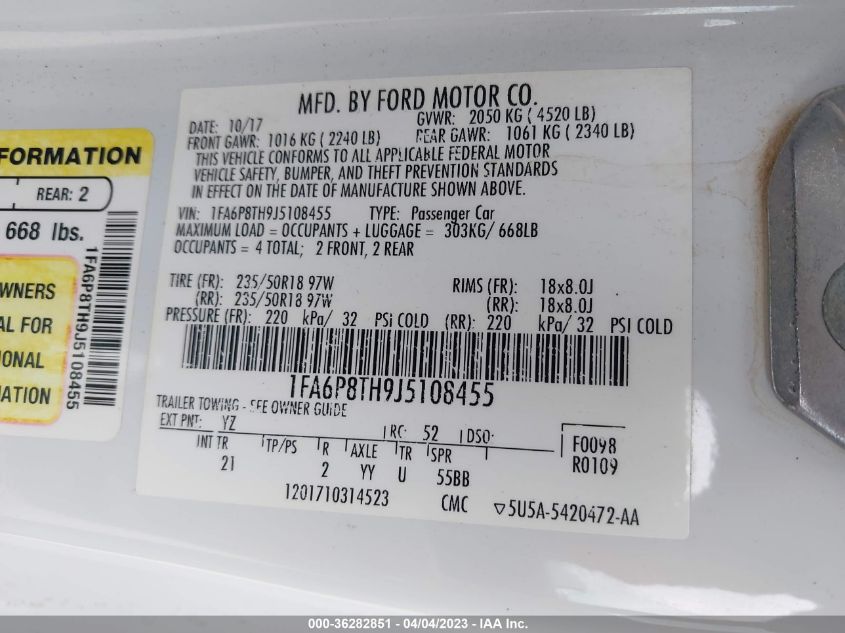 MFD. BY FORD MOTOR CO.
DATE: 10/17 GVWR: 2050 KG ( 4520 LB)
FRONT GAWR: 1016 KG ( 2240 LB) REAR GAWR: 1061 KG ( 2340 LB)
THIS VEHICLE CONFORMS TO ALL APPLICABLE FEDERAL MOTOR
VEHICLE SAFETY, BUMPER, AND THEFT PREVENTION STANDARDS
IN EFFECT ON THE DATE OF MANUFACTURE SHOWN ABOVE.
VIN: 1FA6P8TH9J5108455 TYPE: Passenger Car
MAXIMUM LOAD = OCCUPANTS + LUGGAGE = 303KG/ 668LB
OCCUPANTS = 4 TOTAL; 2 FRONT, 2 REAR
TIRE (FR): 235/50R18 97W RIMS (FR): 18x8.0J
(RR): 235/50R18 97W (RR): 18x8.0J
PRESSURE (FR): 220 kPa/ 32 PSI COLD (RR): 220 kPa/ 32 PSI COLD
1FA6P8TH9J5108455
TRAILER TOWING - SEE OWNER GUIDE
EXT PNT: YZ RC: 52 DSO: F0098
INT TR TP/PS R AXLE TR SPR R0109
21 2 YY U 55BB
1201710314523 CMC 5U5A-5420472-AA
FORMATION
REAR: 2
668 lbs.
1FA6P8TH9J5108455
WNERS
AL FOR
IONAL
ATION
000-36282851 - 04/04/2023 - IAA Inc.